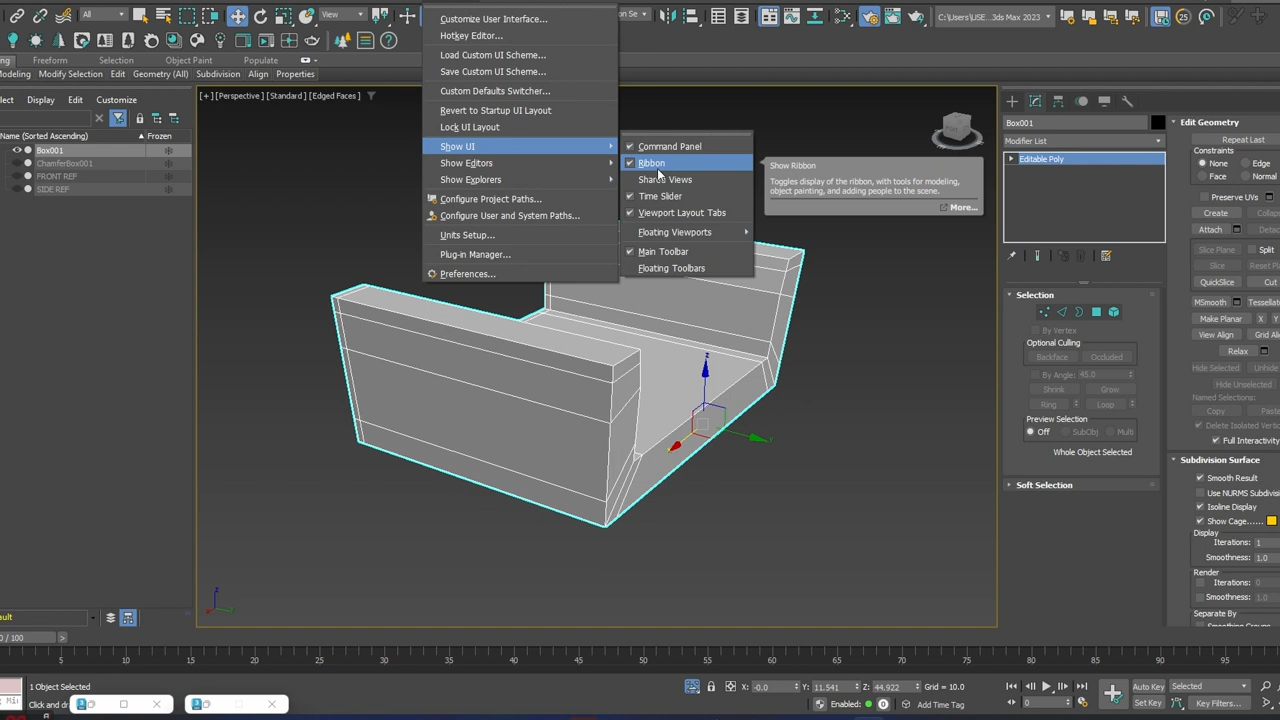 All
View
Customize User Interface...
Hotkey Editor...
Load Custom UI Scheme...
Save Custom UI Scheme...
Custom Defaults Switcher...
Revert to Startup UI Layout
Lock UI Layout
Show UI
Show Editors
Show Explorers
Configure Project Paths...
Configure User and System Paths...
Units Setup...
Plug-in Manager...
Preferences...
Command Panel
Ribbon
Shared Views
Time Slider
Viewport Layout Tabs
Floating Viewports
Main Toolbar
Floating Toolbars
Show Ribbon
Toggles display of the ribbon, with tools for modeling,
object painting, and adding people to the scene.
More...
C:\USE...3ds Max 2023
25
Freeform
Selection
Object Paint
Populate
Modeling
Modify Selection
Edit
Geometry (All)
Subdivision
Align
Properties
Display
Edit
Customize
[+] [Perspective] [Standard] [Edged Faces]
Name (Sorted Ascending)
Frozen
Box001
ChamferBox001
FRONT REF
SIDE REF
Box001
Modifier List
Editable Poly
Selection
By Vertex
Optional Culling
Backface
Occluded
By Angle:
45.0
Shrink
Grow
Ring
Loop
Preview Selection
Off
SubObj
Multi
Whole Object Selected
Soft Selection
Edit Geometry
Repeat Last
Constraints
None
Edge
Face
Normal
Preserve UVs
Create
Attach
Slice Plane
Split
Slice
QuickSlice
Cut
MSmooth
Make Planar
X
Y
View Align
Relax
Hide Selected
Hide Unselected
Named Selections:
Copy
Delete Isolated
Full Interactivity
Subdivision Surface
Smooth Result
Use NURMS
Isoline Display
Show Cage......
Display
Iterations:
1
Smoothness:
1.0
Render
Iterations:
0
Smoothness:
1.0
Separate By
z
y
z
/ 100
5
10
15
20
25
30
35
40
45
50
55
60
65
70
75
80
85
90
95
1 Object Selected
X:
-0.0
Y:
11.541
Z:
44.923
Grid = 10.0
Enabled:
0
Add Time Tag
0
Auto Key
Selected
Set Key
Key Filters...